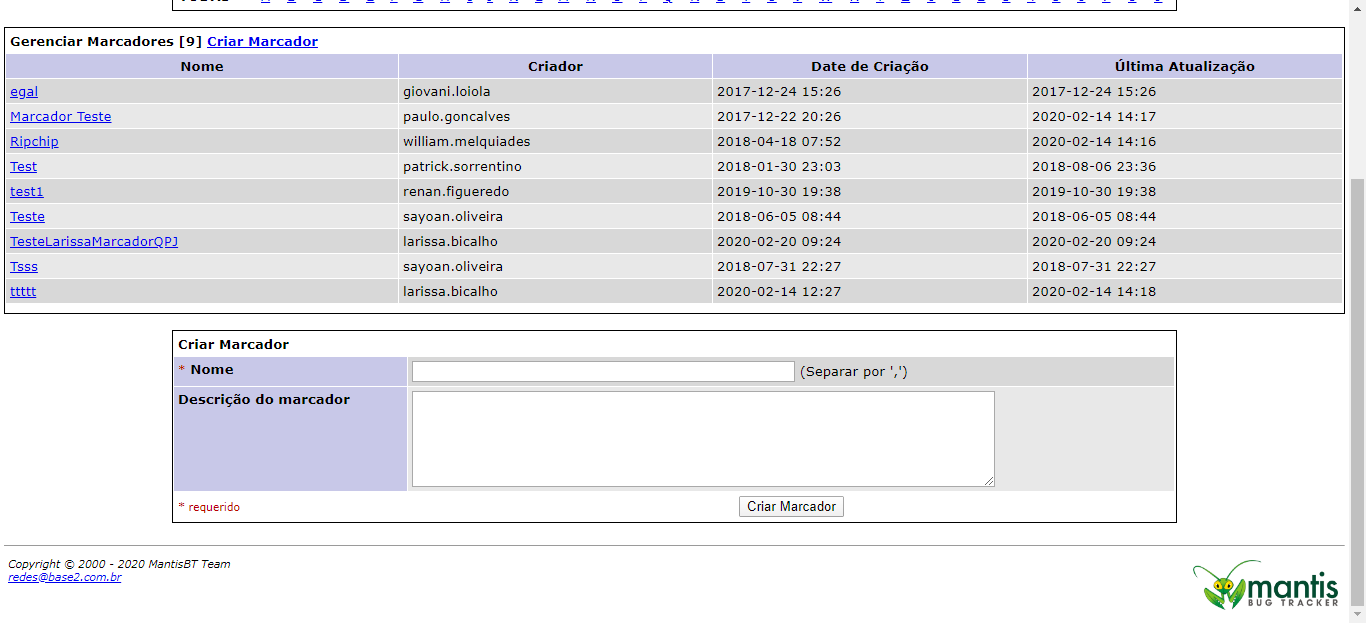 Gerenciar Marcadores [9] Criar Marcador
Nome Criador Date de Criação Última Atualização
egal giovani.loiola 2017-12-24 15:26 2017-12-24 15:26
Marcador Teste paulo.goncalves 2017-12-22 20:26 2020-02-14 14:17
Ripchip william.melquiades 2018-04-18 07:52 2020-02-14 14:16
Test patrick.sorrentino 2018-01-30 23:03 2018-08-06 23:36
test1 renan.figueredo 2019-10-30 19:38 2019-10-30 19:38
Teste sayoan.oliveira 2018-06-05 08:44 2018-06-05 08:44
TesteLarissaMarcadorQPJ larissa.bicalho 2020-02-20 09:24 2020-02-20 09:24
Tsss sayoan.oliveira 2018-07-31 22:27 2018-07-31 22:27
ttttt larissa.bicalho 2020-02-14 12:27 2020-02-14 14:18
Criar Marcador
* Nome (Separar por ',')
Descrição do marcador
* requerido Criar Marcador
Copyright © 2000 - 2020 MantisBT Team
redes@base2.com.br
mantis
BUG TRACKER